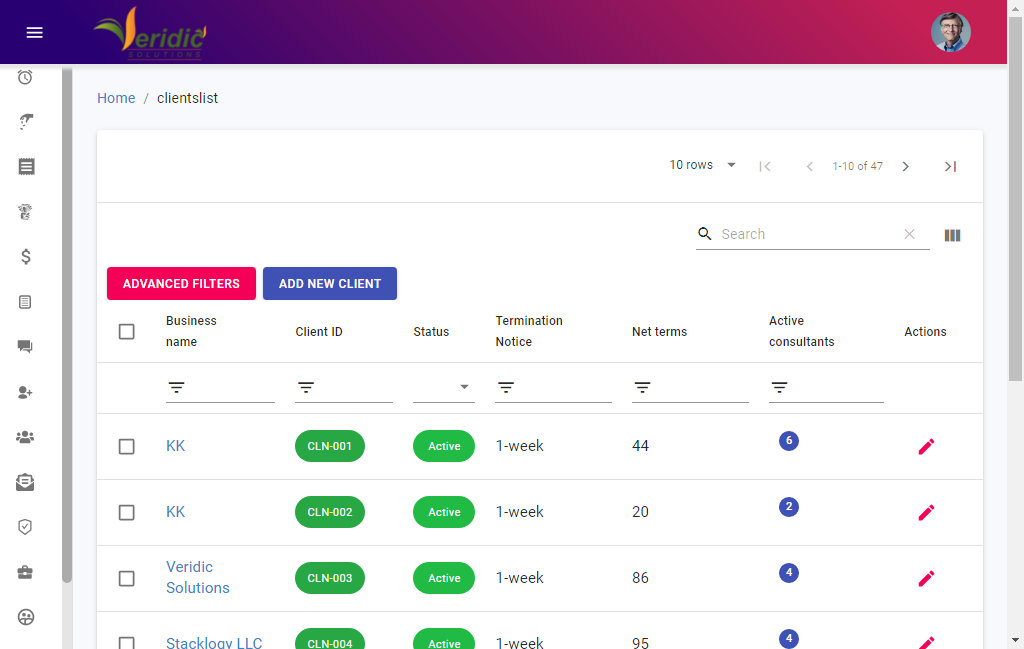 Veridic
SOLUTIONS
Home / clientslist
10 rows
1-10 of 47
Search
ADVANCED FILTERS
ADD NEW CLIENT
Business name
Client ID
Status
Termination Notice
Net terms
Active consultants
Actions
KK CLN-001 Active 1-week 44 6
KK CLN-002 Active 1-week 20 2
Veridic Solutions CLN-003 Active 1-week 86 4
Stacklogy LLC CLN-004 Active 1-week 95 4